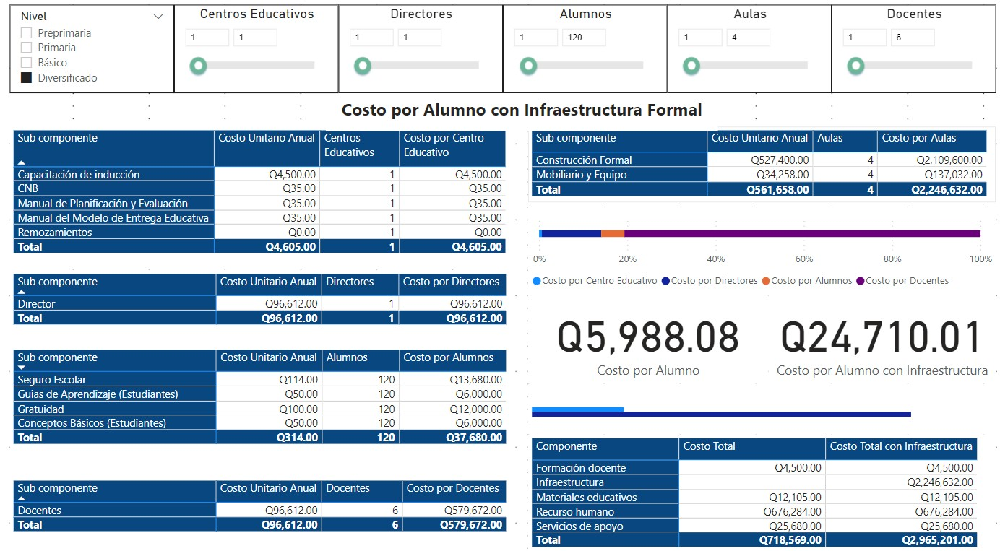 Nivel
Preprimaria
Primaria
Básico
Diversificado
Centros Educativos
1 1
Directores
1 1
Alumnos
1 120
Aulas
1 4
Docentes
1 6
Costo por Alumno con Infraestructura Formal
Sub componente Costo Unitario Anual Centros Educativos Costo por Centro Educativo
Capacitación de inducción Q4,500.00 1 Q4,500.00
CNB Q35.00 1 Q35.00
Manual de Planificación y Evaluación Q35.00 1 Q35.00
Manual del Modelo de Entrega Educativa Q35.00 1 Q35.00
Remozamientos Q0.00 1 Q0.00
Total Q4,605.00 1 Q4,605.00
Sub componente Costo Unitario Anual Directores Costo por Directores
Director Q96,612.00 1 Q96,612.00
Total Q96,612.00 1 Q96,612.00
Sub componente Costo Unitario Anual Alumnos Costo por Alumnos
Seguro Escolar Q114.00 120 Q13,680.00
Guias de Aprendizaje (Estudiantes) Q50.00 120 Q6,000.00
Gratuidad Q100.00 120 Q12,000.00
Conceptos Básicos (Estudiantes) Q50.00 120 Q6,000.00
Total Q314.00 120 Q37,680.00
Sub componente Costo Unitario Anual Docentes Costo por Docentes
Docentes Q96,612.00 6 Q579,672.00
Total Q96,612.00 6 Q579,672.00
Sub componente Costo Unitario Anual Aulas Costo por Aulas
Construcción Formal Q527,400.00 4 Q2,109,600.00
Mobiliario y Equipo Q34,258.00 4 Q137,032.00
Total Q561,658.00 4 Q2,246,632.00
0% 20% 40% 60% 80% 100%
Costo por Centro Educativo Costo por Directores Costo por Alumnos Costo por Docentes
Q5,988.08
Costo por Alumno
Q24,710.01
Costo por Alumno con Infraestructura
Componente Costo Total Costo Total con Infraestructura
Formación docente Q4,500.00 Q4,500.00
Infraestructura Q2,246,632.00
Materiales educativos Q12,105.00 Q12,105.00
Recurso humano Q676,284.00 Q676,284.00
Servicios de apoyo Q25,680.00 Q25,680.00
Total Q718,569.00 Q2,965,201.00